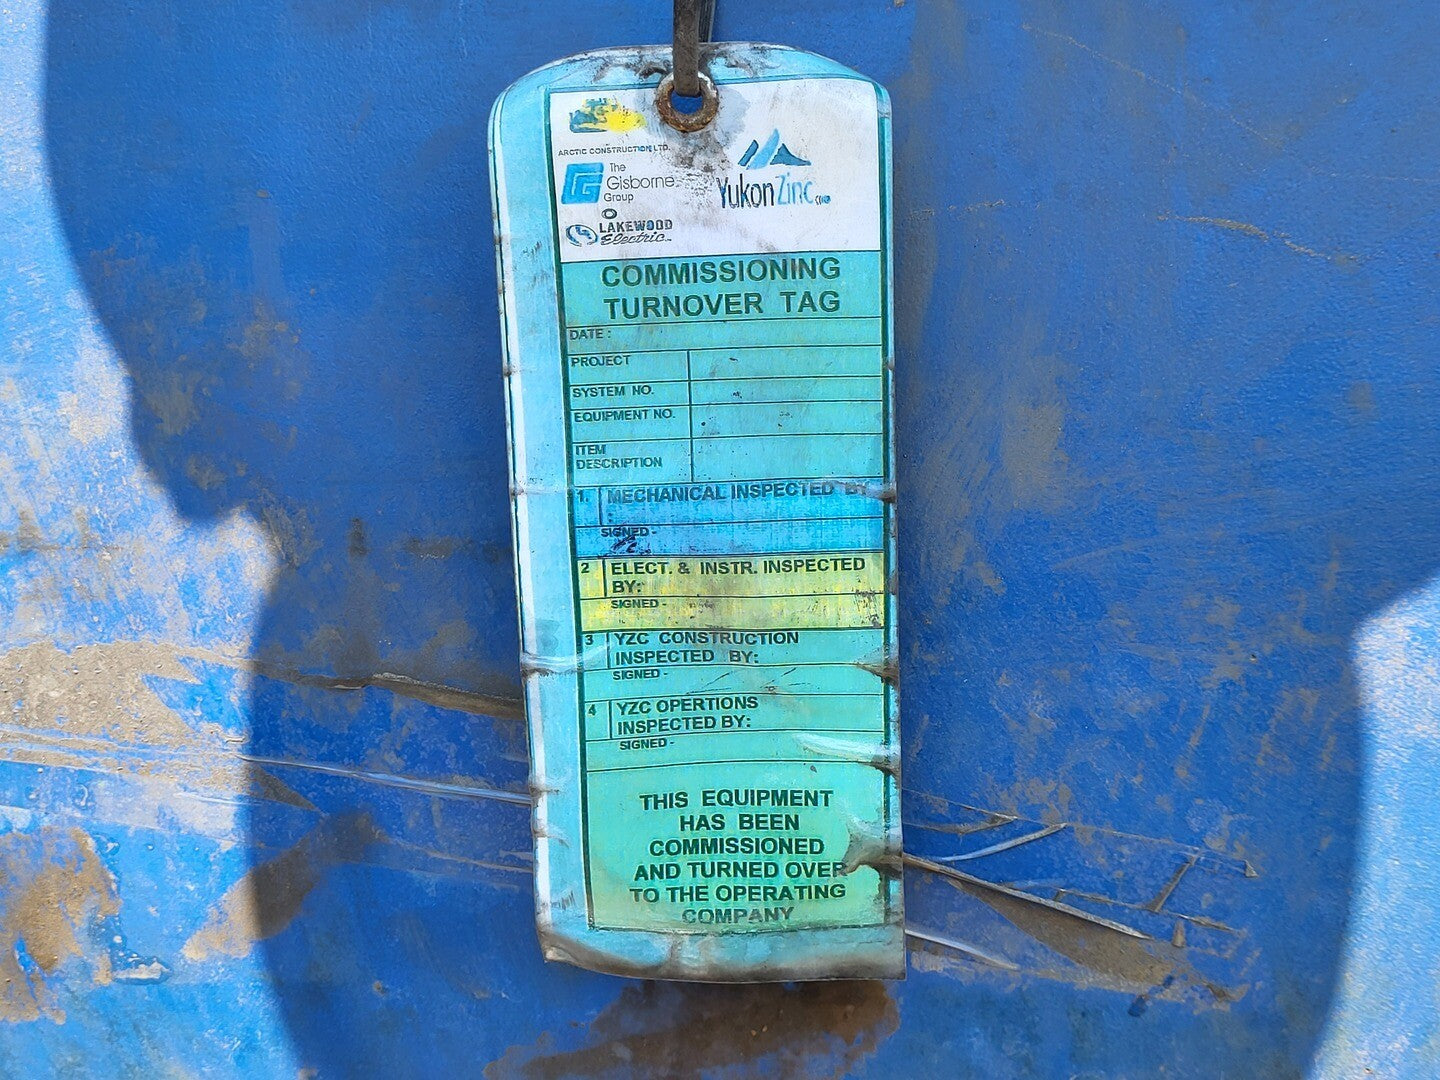 ARCTIC CONSTRUCTION LTD.
The
Gisborne
Group
YukonZinc
LAKEWOOD
Electric
COMMISSIONING
TURNOVER TAG
DATE :
PROJECT
SYSTEM NO.
EQUIPMENT NO.
ITEM
DESCRIPTION
1. MECHANICAL INSPECTED BY
SIGNED -
2 ELECT. & INSTR. INSPECTED
BY:
SIGNED -
3 YZC CONSTRUCTION
INSPECTED BY:
SIGNED -
4 YZC OPERTIONS
INSPECTED BY:
SIGNED -
THIS EQUIPMENT
HAS BEEN
COMMISSIONED
AND TURNED OVER
TO THE OPERATING
COMPANY